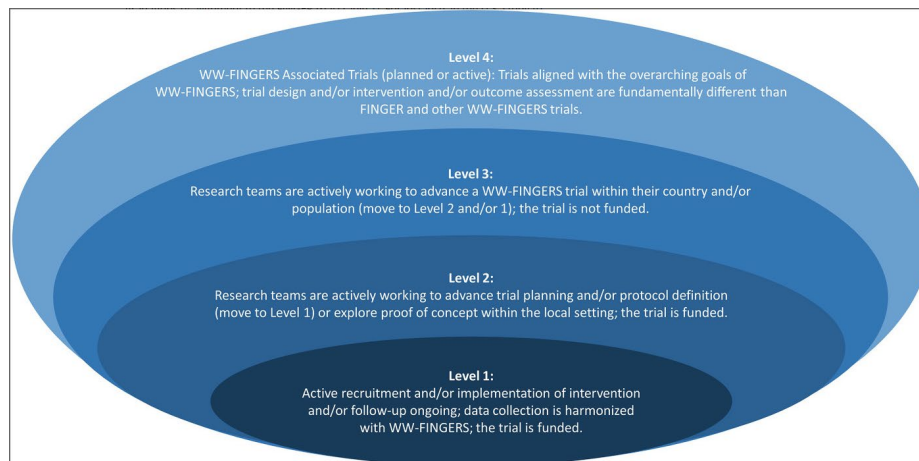 Level 4:
WW-FINGERS Associated Trials (planned or active): Trials aligned with the overarching goals of
WW-FINGERS; trial design and/or intervention and/or outcome assessment are fundamentally different than
FINGER and other WW-FINGERS trials.
Level 3:
Research teams are actively working to advance a WW-FINGERS trial within their country and/or
population (move to Level 2 and/or 1); the trial is not funded.
Level 2:
Research teams are actively working to advance trial planning and/or protocol definition
(move to Level 1) or explore proof of concept within the local setting; the trial is funded.
Level 1:
Active recruitment and/or implementation of intervention
and/or follow-up ongoing; data collection is harmonized
with WW-FINGERS; the trial is funded.